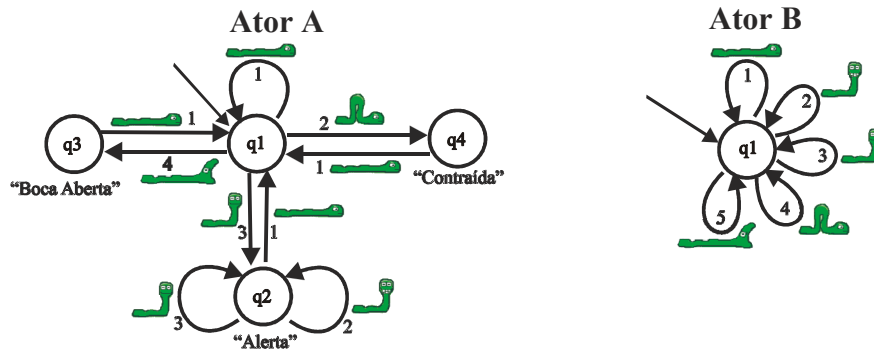 Ator A
Ator B
1
1
2
q3
1
q1
2
q4
q1
3
4
1
"Boca Aberta"
"Contraída"
3
1
5
4
q2
3
2
"Alerta"